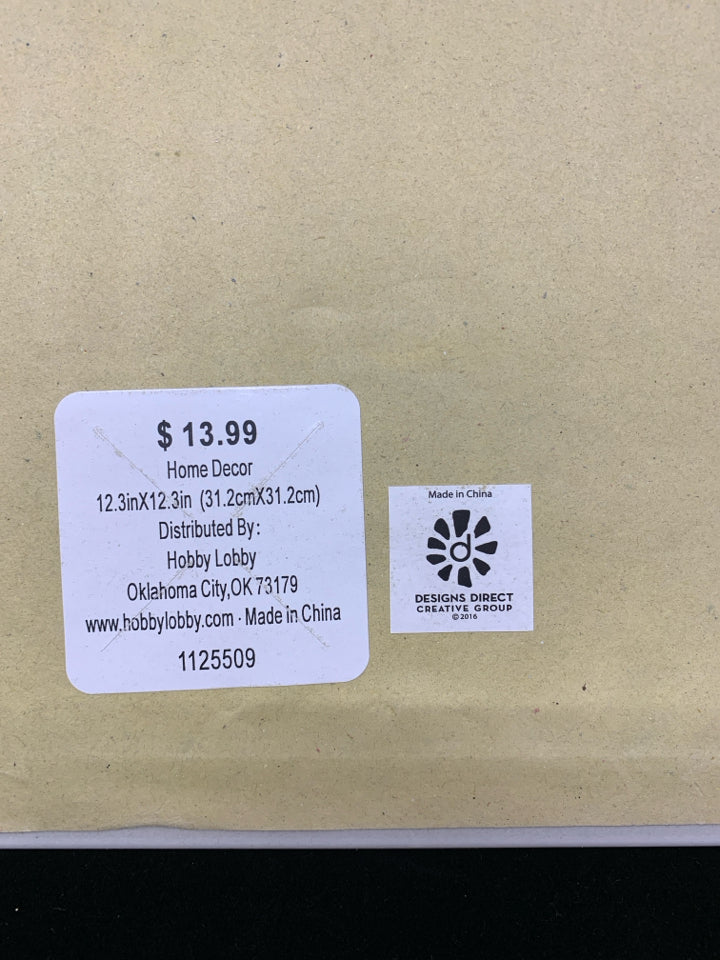 $ 13.99
Home Decor
12.3inX12.3in (31.2cmX31.2cm)
Distributed By:
Hobby Lobby
Oklahoma City,OK 73179
www.hobbylobby.com · Made in China
1125509
Made in China
d
DESIGNS DIRECT
CREATIVE GROUP
© 2016